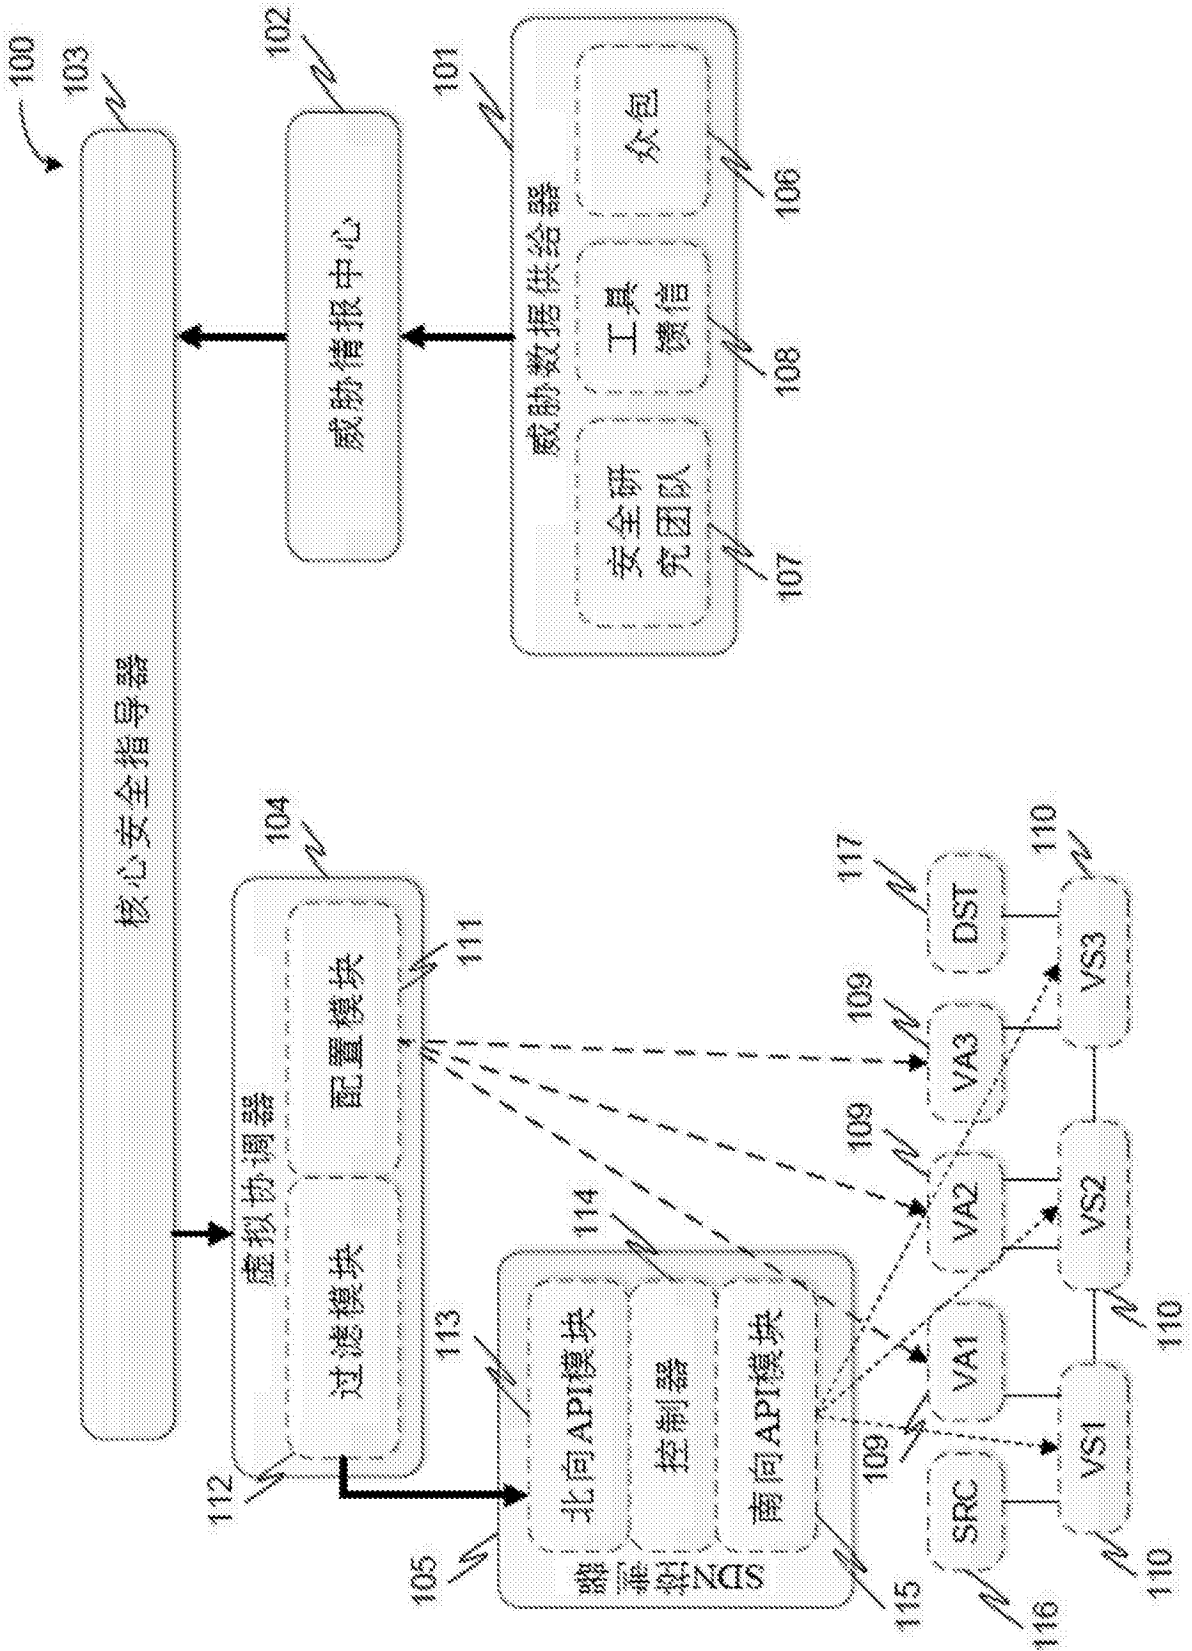 100
103
核心安全指导器
102
威胁信报中心
101
威胁数据供给器
安全研
究团队
工具
馈信
众包
107
108
106
104
虚拟协调器
过滤模块
配置模块
112
111
105
SDN控制器
113
北向API模块
114
控制器
南向API模块
115
116
SRC
109
VA1
109
VA2
109
VA3
117
DST
110
VS1
110
VS2
110
VS3